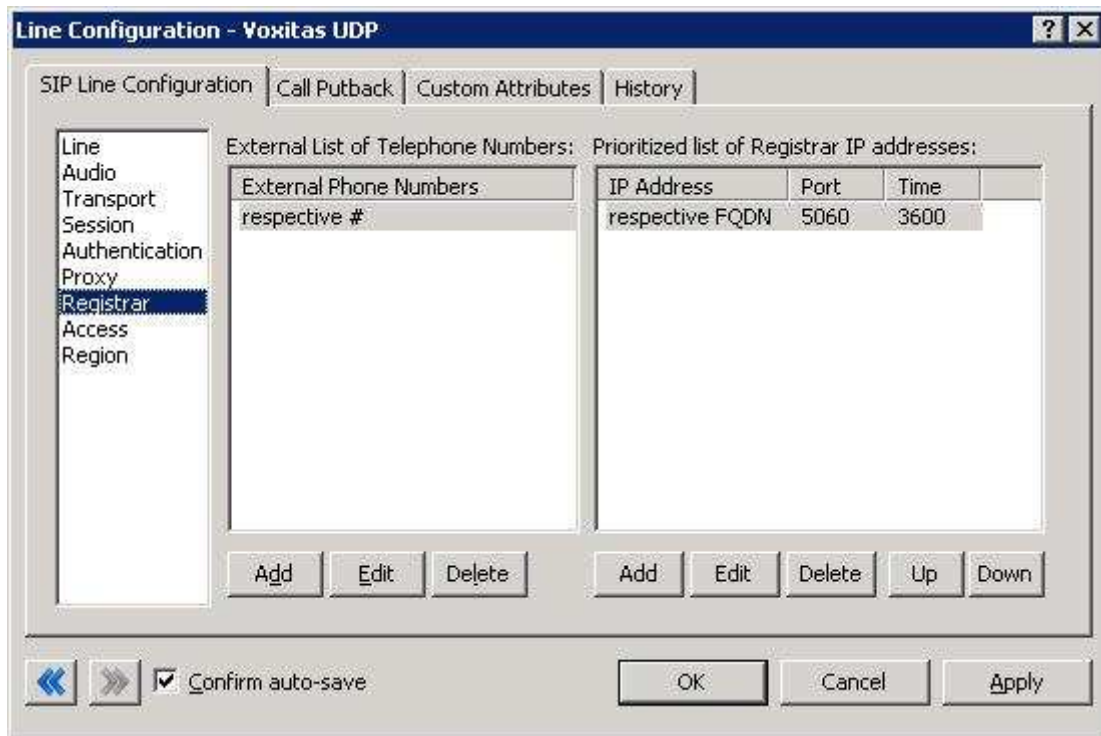 Line Configuration - Voxitas UDP
SIP Line Configuration Call Putback Custom Attributes History
Line
Audio
Transport
Session
Authentication
Proxy
Registrar
Access
Region
External List of Telephone Numbers:
External Phone Numbers
respective #
Add Edit Delete
Prioritized list of Registrar IP addresses:
IP Address Port Time
respective FQDN 5060 3600
Add Edit Delete Up Down
Confirm auto-save OK Cancel Apply